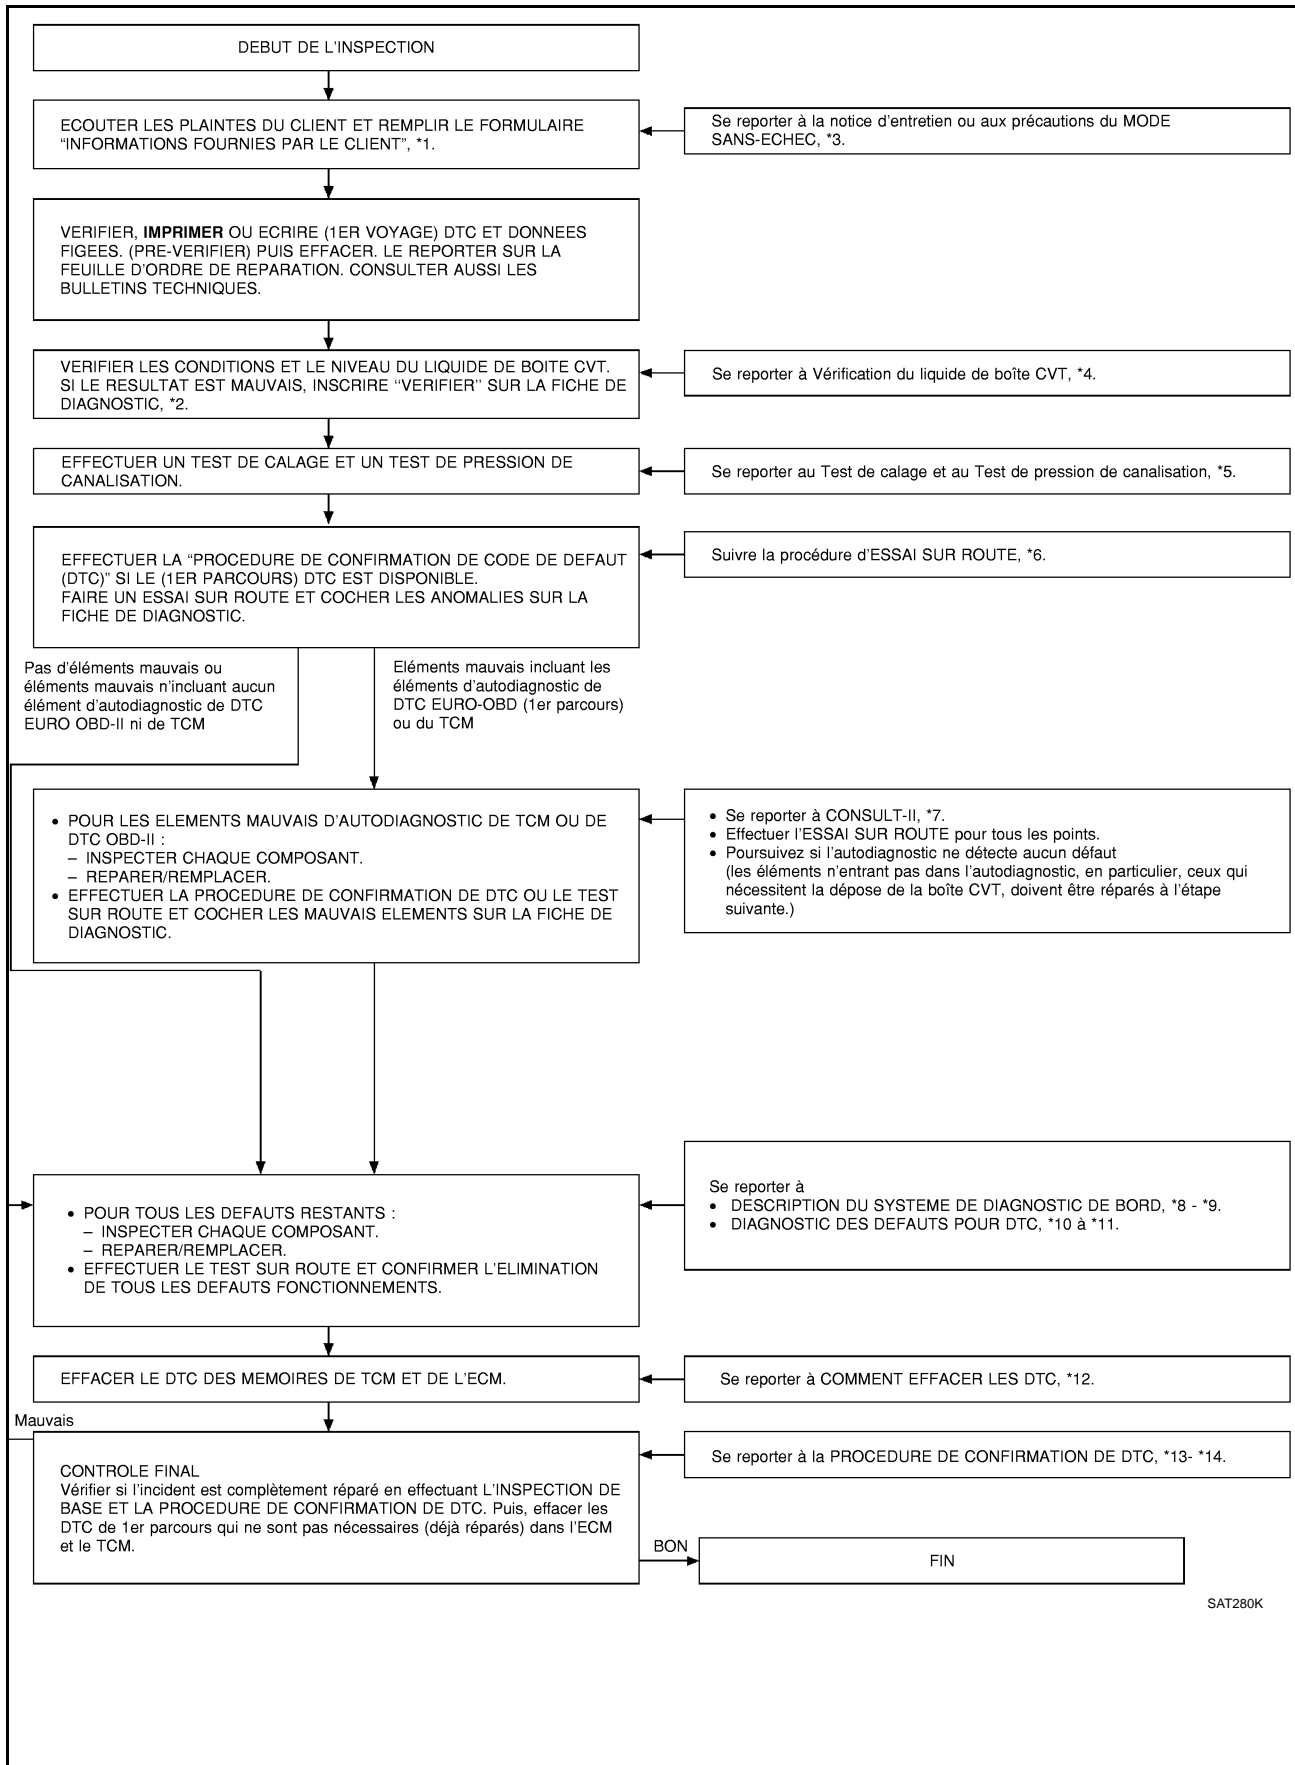 DEBUT DE L'INSPECTION
ECOUTER LES PLAINTES DU CLIENT ET REMPLIR LE FORMULAIRE
“INFORMATIONS FOURNIES PAR LE CLIENT”, *1.
Se reporter à la notice d'entretien ou aux précautions du MODE
SANS-ECHEC, *3.
VERIFIER, IMPRIMER OU ECRIRE (1ER VOYAGE) DTC ET DONNEES
FIGEES. (PRE-VERIFIER) PUIS EFFACER. LE REPORTER SUR LA
FEUILLE D'ORDRE DE REPARATION. CONSULTER AUSSI LES
BULLETINS TECHNIQUES.
VERIFIER LES CONDITIONS ET LE NIVEAU DU LIQUIDE DE BOITE CVT.
SI LE RESULTAT EST MAUVAIS, INSCRIRE “VERIFIER” SUR LA FICHE DE
DIAGNOSTIC, *2.
Se reporter à Vérification du liquide de boîte CVT, *4.
EFFECTUER UN TEST DE CALAGE ET UN TEST DE PRESSION DE
CANALISATION.
Se reporter au Test de calage et au Test de pression de canalisation, *5.
EFFECTUER LA “PROCEDURE DE CONFIRMATION DE CODE DE DEFAUT
(DTC)” SI LE (1ER PARCOURS) DTC EST DISPONIBLE.
FAIRE UN ESSAI SUR ROUTE ET COCHER LES ANOMALIES SUR LA
FICHE DE DIAGNOSTIC.
Suivre la procédure d'ESSAI SUR ROUTE, *6.
Pas d'éléments mauvais ou
éléments mauvais n'incluant aucun
élément d'autodiagnostic de DTC
EURO OBD-II ni de TCM
Eléments mauvais incluant les
éléments d'autodiagnostic de
DTC EURO-OBD (1er parcours)
ou du TCM
• POUR LES ELEMENTS MAUVAIS D'AUTODIAGNOSTIC DE TCM OU DE
DTC OBD-II :
– INSPECTER CHAQUE COMPOSANT.
– REPARER/REMPLACER.
• EFFECTUER LA PROCEDURE DE CONFIRMATION DE DTC OU LE TEST
SUR ROUTE ET COCHER LES MAUVAIS ELEMENTS SUR LA FICHE DE
DIAGNOSTIC.
• Se reporter à CONSULT-II, *7.
• Effectuer l'ESSAI SUR ROUTE pour tous les points.
• Poursuivez si l'autodiagnostic ne détecte aucun défaut
(les éléments n'entrant pas dans l'autodiagnostic, en particulier, ceux qui
nécessitent la dépose de la boîte CVT, doivent être réparés à l'étape
suivante.)
• POUR TOUS LES DEFAUTS RESTANTS :
– INSPECTER CHAQUE COMPOSANT.
– REPARER/REMPLACER.
• EFFECTUER LE TEST SUR ROUTE ET CONFIRMER L'ELIMINATION
DE TOUS LES DEFAUTS FONCTIONNEMENTS.
Se reporter à
• DESCRIPTION DU SYSTEME DE DIAGNOSTIC DE BORD, *8 - *9.
• DIAGNOSTIC DES DEFAUTS POUR DTC, *10 à *11.
EFFACER LE DTC DES MEMOIRES DE TCM ET DE L'ECM.
Se reporter à COMMENT EFFACER LES DTC, *12.
Mauvais
CONTROLE FINAL
Vérifier si l'incident est complètement réparé en effectuant L'INSPECTION DE
BASE ET LA PROCEDURE DE CONFIRMATION DE DTC. Puis, effacer les
DTC de 1er parcours qui ne sont pas nécessaires (déjà réparés) dans l'ECM
et le TCM.
Se reporter à la PROCEDURE DE CONFIRMATION DE DTC, *13- *14.
BON
FIN
SAT280K